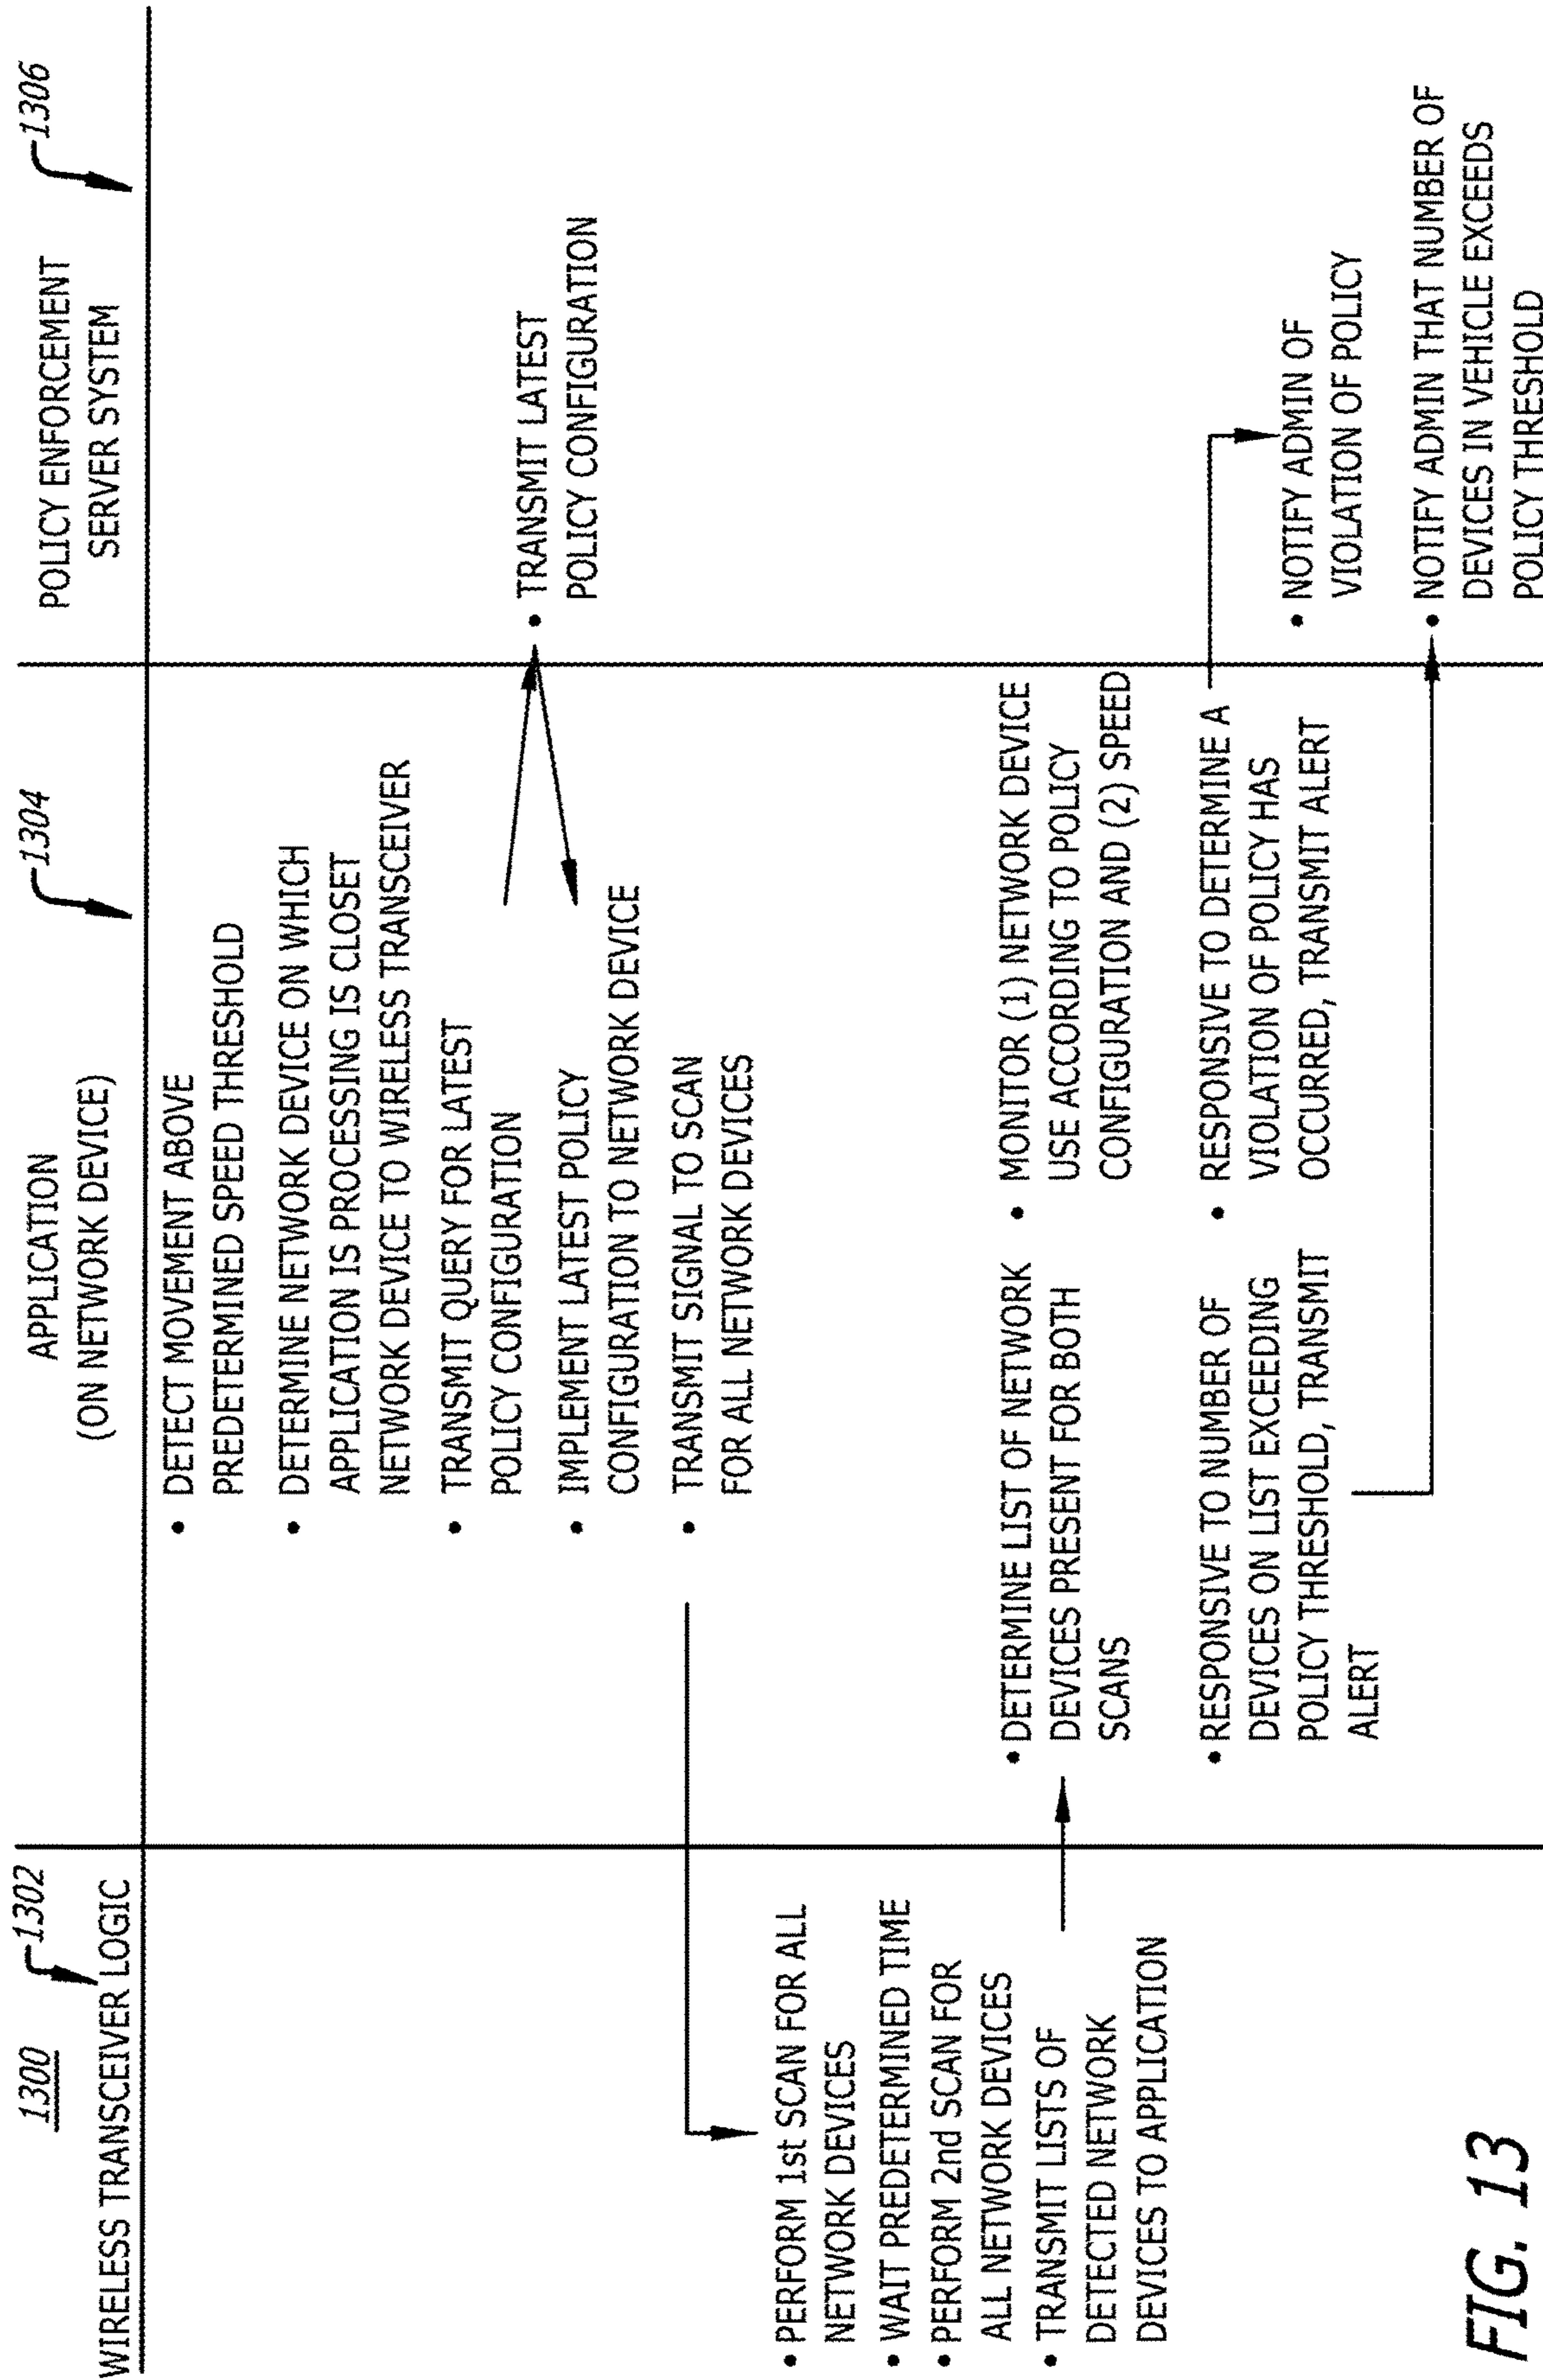 1300
1302
WIRELESS TRANSCEIVER LOGIC
APPLICATION
(ON NETWORK DEVICE)
1304
POLICY ENFORCEMENT
SERVER SYSTEM
1306
• DETECT MOVEMENT ABOVE
PREDETERMINED SPEED THRESHOLD
• DETERMINE NETWORK DEVICE ON WHICH
APPLICATION IS PROCESSING IS CLOSET
NETWORK DEVICE TO WIRELESS TRANSCEIVER
• TRANSMIT QUERY FOR LATEST
POLICY CONFIGURATION
• TRANSMIT LATEST
POLICY CONFIGURATION
• IMPLEMENT LATEST POLICY
CONFIGURATION TO NETWORK DEVICE
• TRANSMIT SIGNAL TO SCAN
FOR ALL NETWORK DEVICES
• PERFORM 1st SCAN FOR ALL
NETWORK DEVICES
• WAIT PREDETERMINED TIME
• PERFORM 2nd SCAN FOR
ALL NETWORK DEVICES
• TRANSMIT LISTS OF
DETECTED NETWORK
DEVICES TO APPLICATION
• DETERMINE LIST OF NETWORK
DEVICES PRESENT FOR BOTH
SCANS
• RESPONSIVE TO NUMBER OF
DEVICES ON LIST EXCEEDING
POLICY THRESHOLD, TRANSMIT
ALERT
• MONITOR (1) NETWORK DEVICE
USE ACCORDING TO POLICY
CONFIGURATION AND (2) SPEED
• RESPONSIVE TO DETERMINE A
VIOLATION OF POLICY HAS
OCCURRED, TRANSMIT ALERT
• NOTIFY ADMIN OF
VIOLATION OF POLICY
• NOTIFY ADMIN THAT NUMBER OF
DEVICES IN VEHICLE EXCEEDS
POLICY THRESHOLD
FIG. 13